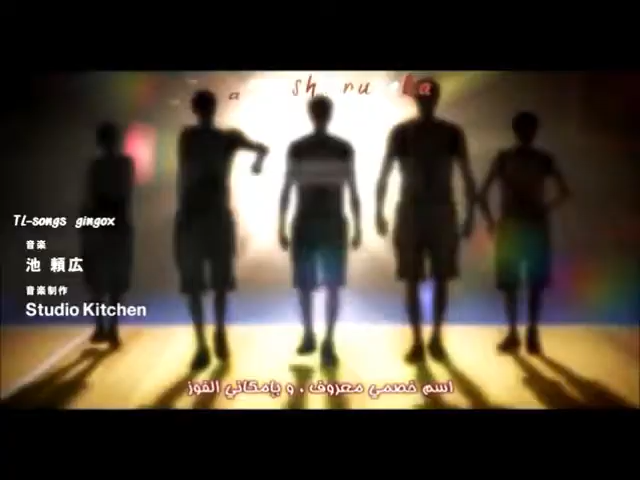 a sh ru
TL-songs gingox
音楽
池 頼広
音楽制作
Studio Kitchen
اسم خصمي معروف ، و بإمكاني الفوز